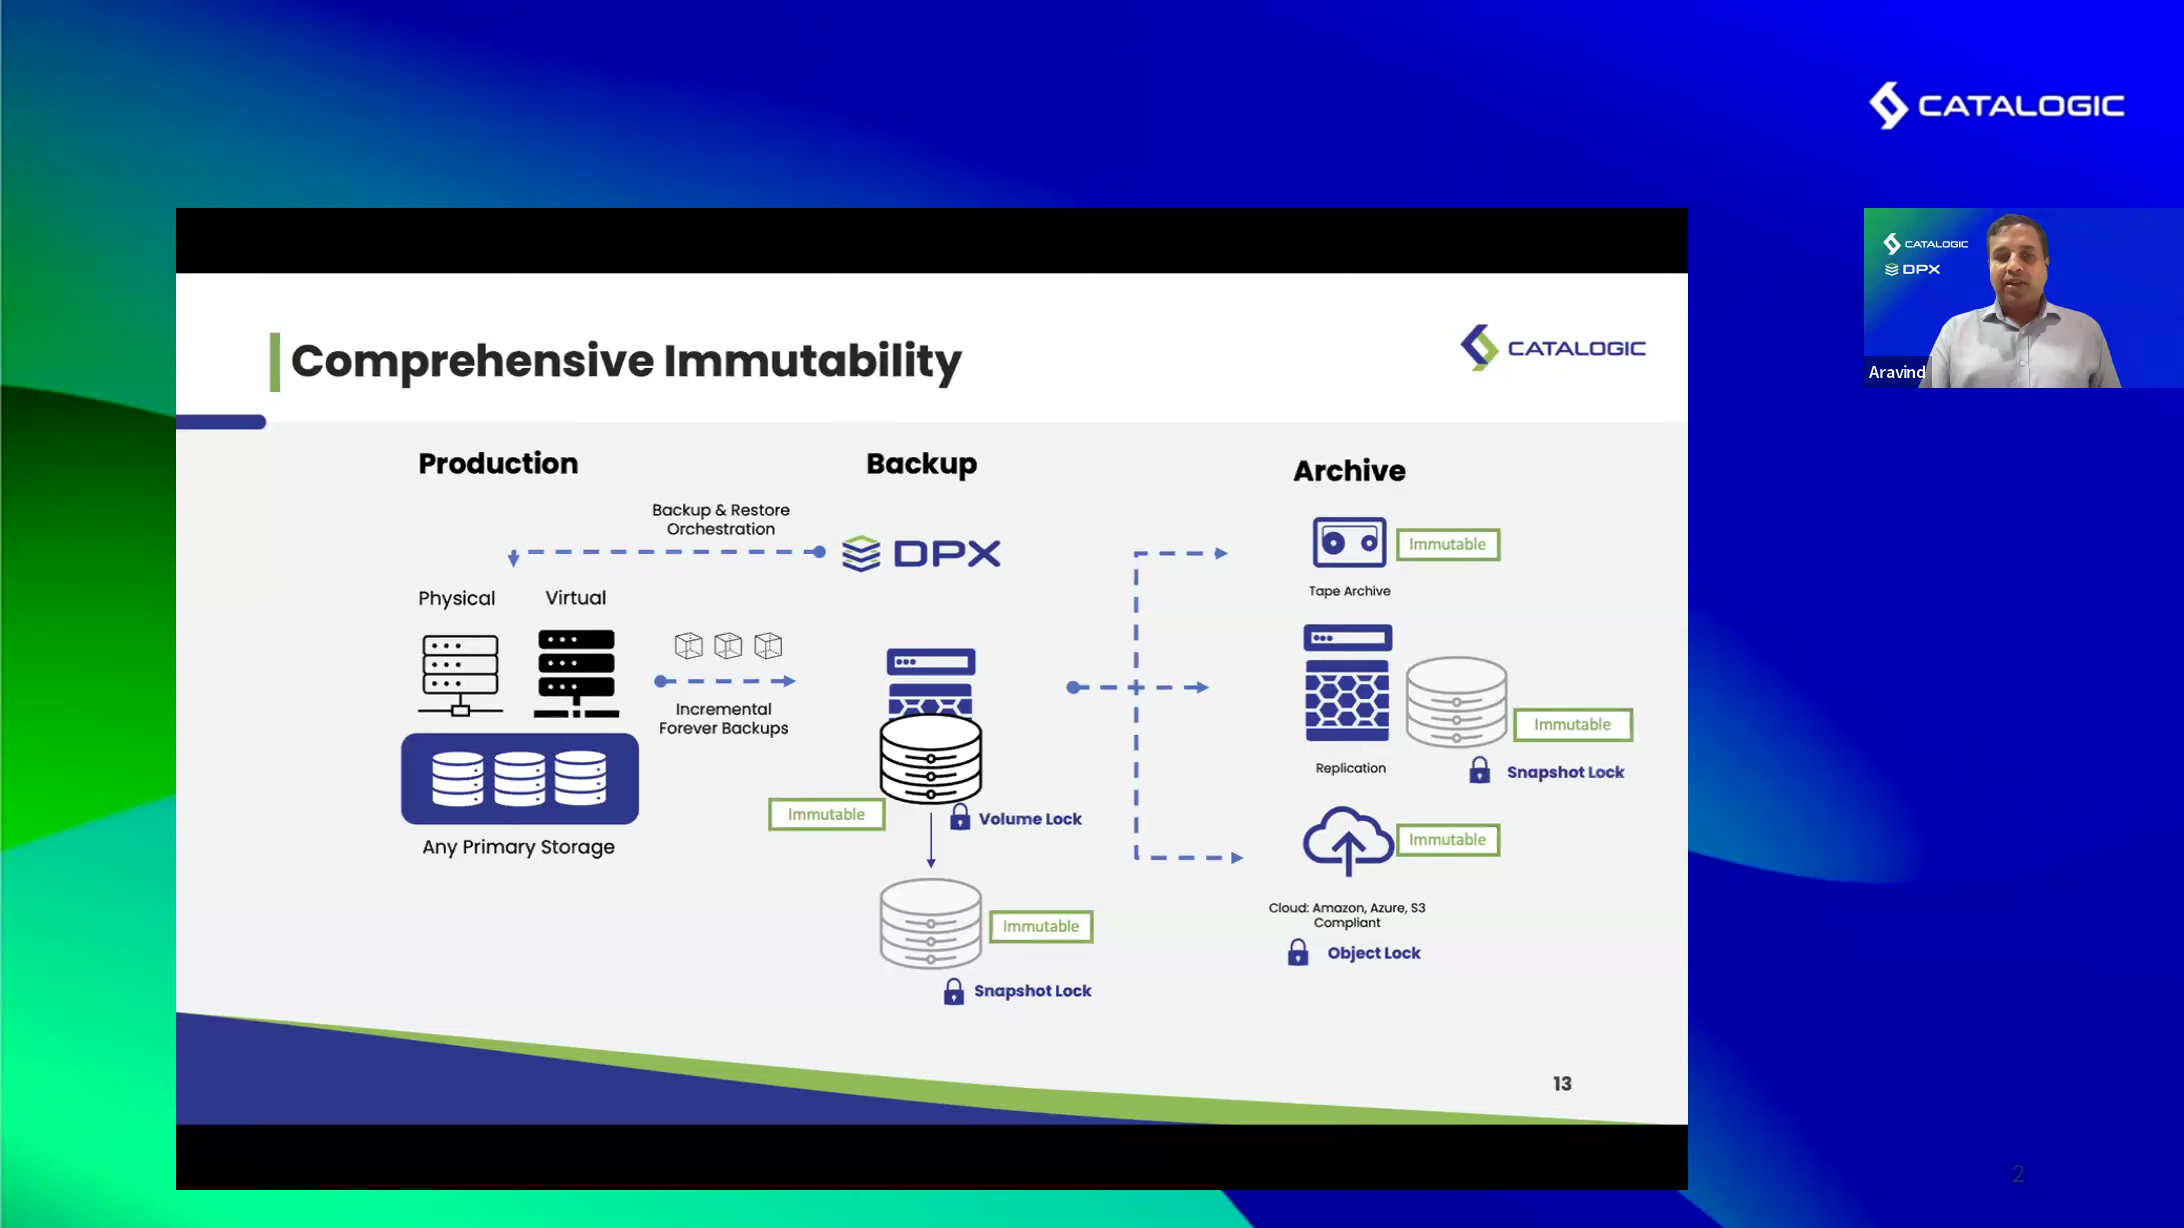 CATALOGIC
CATALOGIC
DPX
Aravind
Comprehensive Immutability
CATALOGIC
Production
Backup
Archive
Backup & Restore
Orchestration
DPX
Immutable
Tape Archive
Physical
Virtual
Incremental
Forever Backups
Immutable
Snapshot Lock
Replication
Immutable
Volume Lock
Immutable
Any Primary Storage
Cloud: Amazon, Azure, S3
Compliant
Object Lock
Immutable
Snapshot Lock
13
2